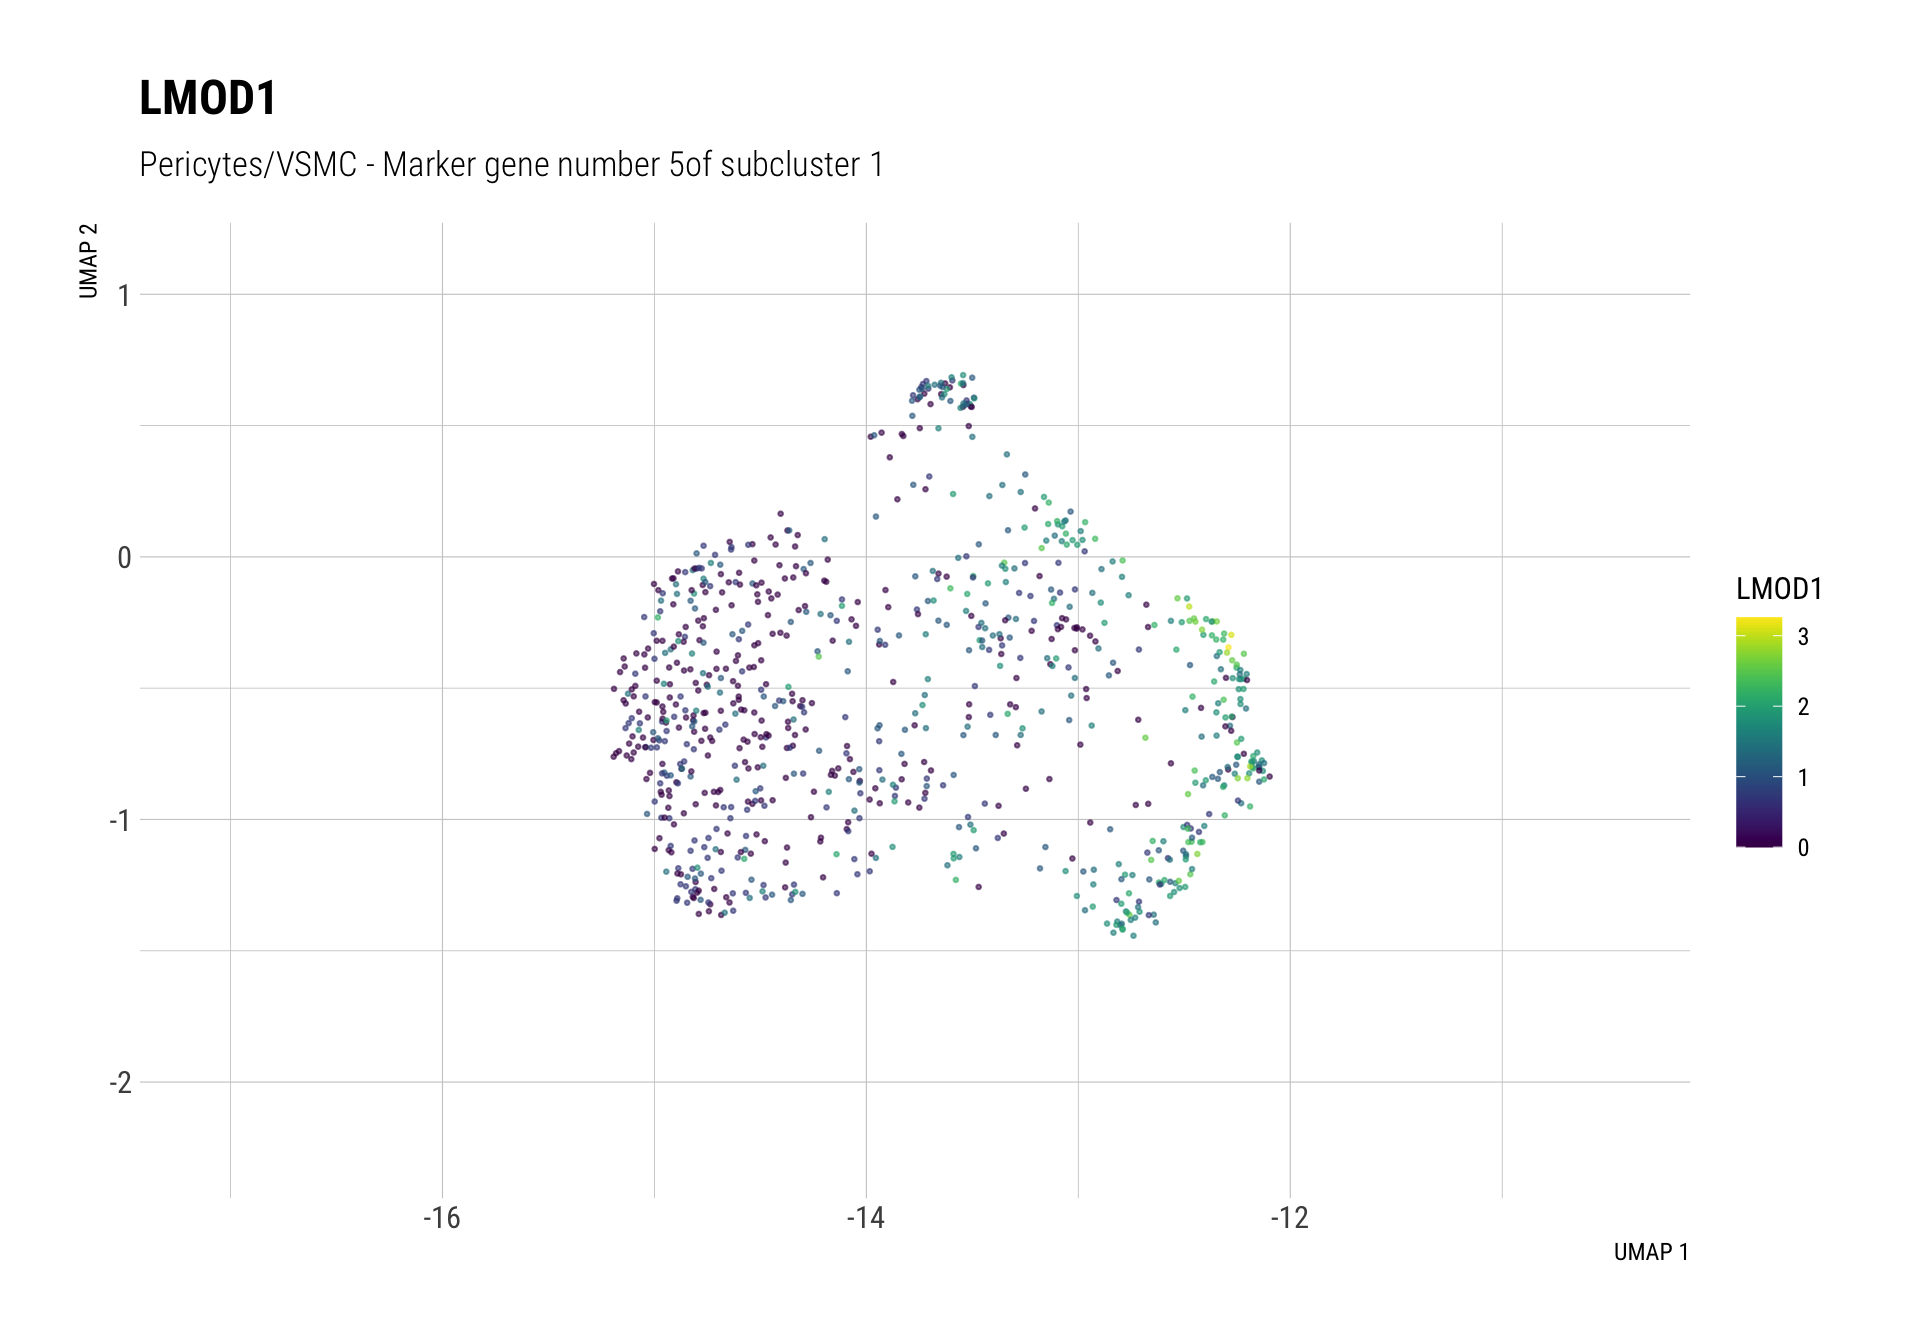 LMOD1
Pericytes/VSMC - Marker gene number 5of subcluster 1
UMAP 2
1
0
-1
-2
-16
-14
-12
UMAP 1
LMOD1
3
2
1
0